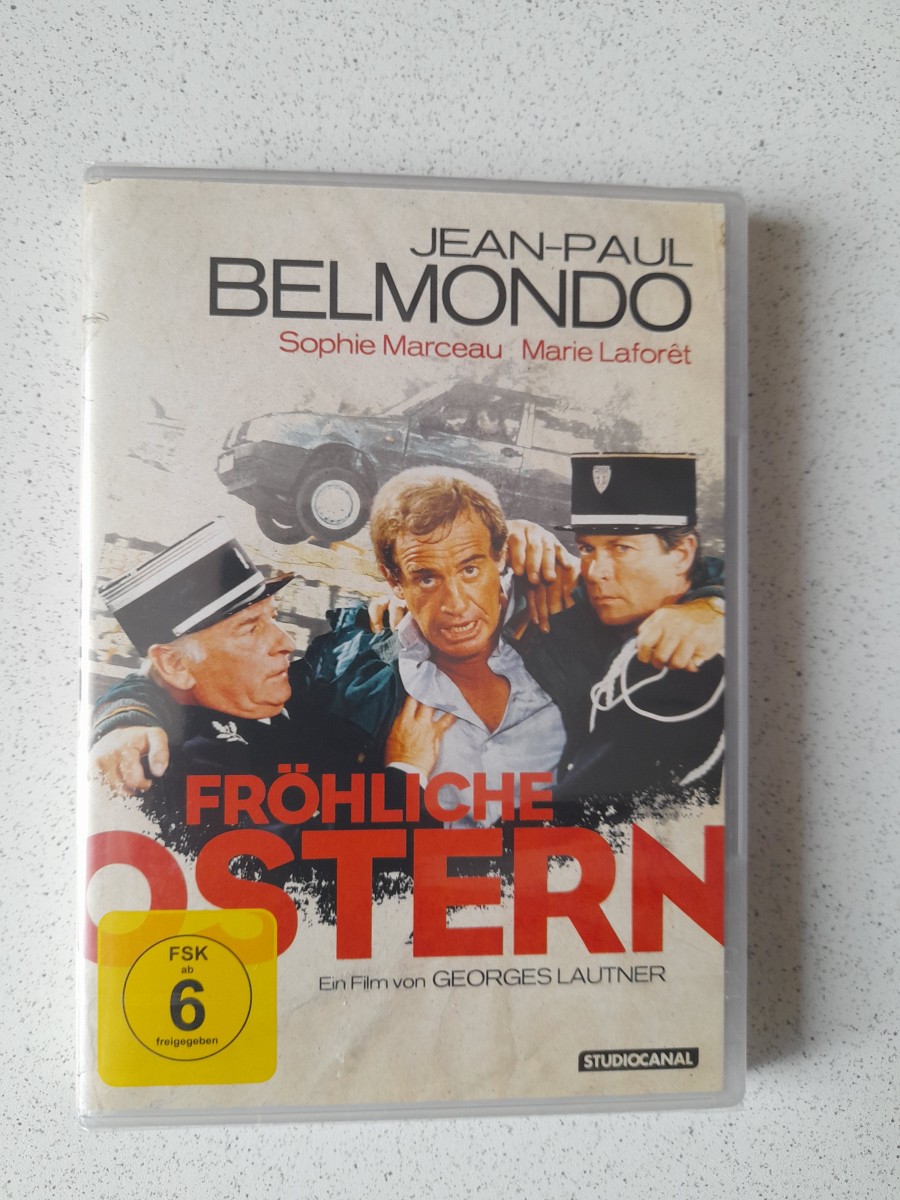 JEAN-PAUL
BELMONDO
Sophie Marceau Marie Laforêt
FRÖHLICHE
OSTERN
Ein Film von GEORGES LAUTNER
FSK
ab
6
freigegeben
STUDIOCANAL